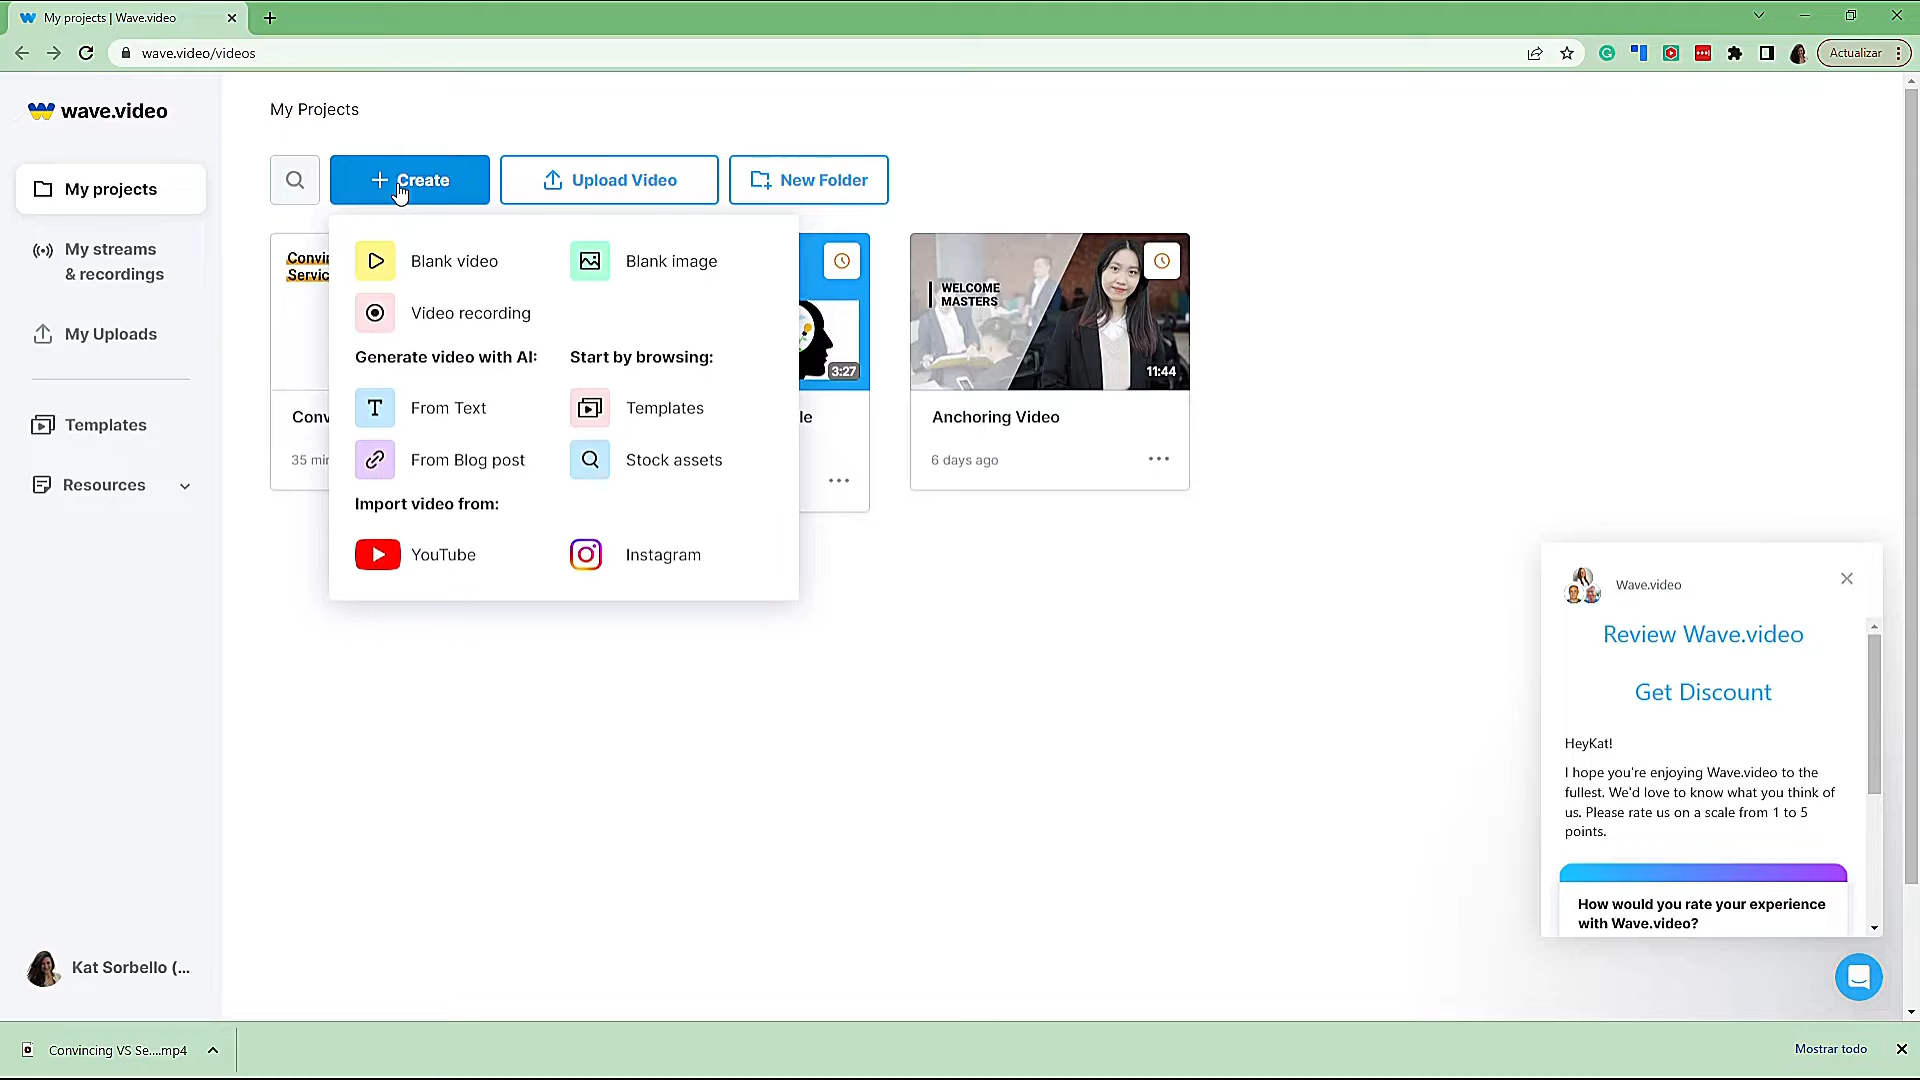 My projects | Wave.video
wave.video/videos
Actualizar
wave.video
My projects
My streams
& recordings
My Uploads
Templates
Resources
Kat Sorbello (...
My Projects
Create
Upload Video
New Folder
Blank video
Blank image
Video recording
Generate video with AI:
Start by browsing:
From Text
Templates
From Blog post
Stock assets
Import video from:
YouTube
Instagram
3:27
WELCOME
MASTERS
11:44
Anchoring Video
35 min
6 days ago
Wave.video
Review Wave.video
Get Discount
HeyKat!
I hope you're enjoying Wave.video to the
fullest. We'd love to know what you think of
us. Please rate us on a scale from 1 to 5
points.
How would you rate your experience
with Wave.video?
Convincing VS Se....mp4
Mostrar todo